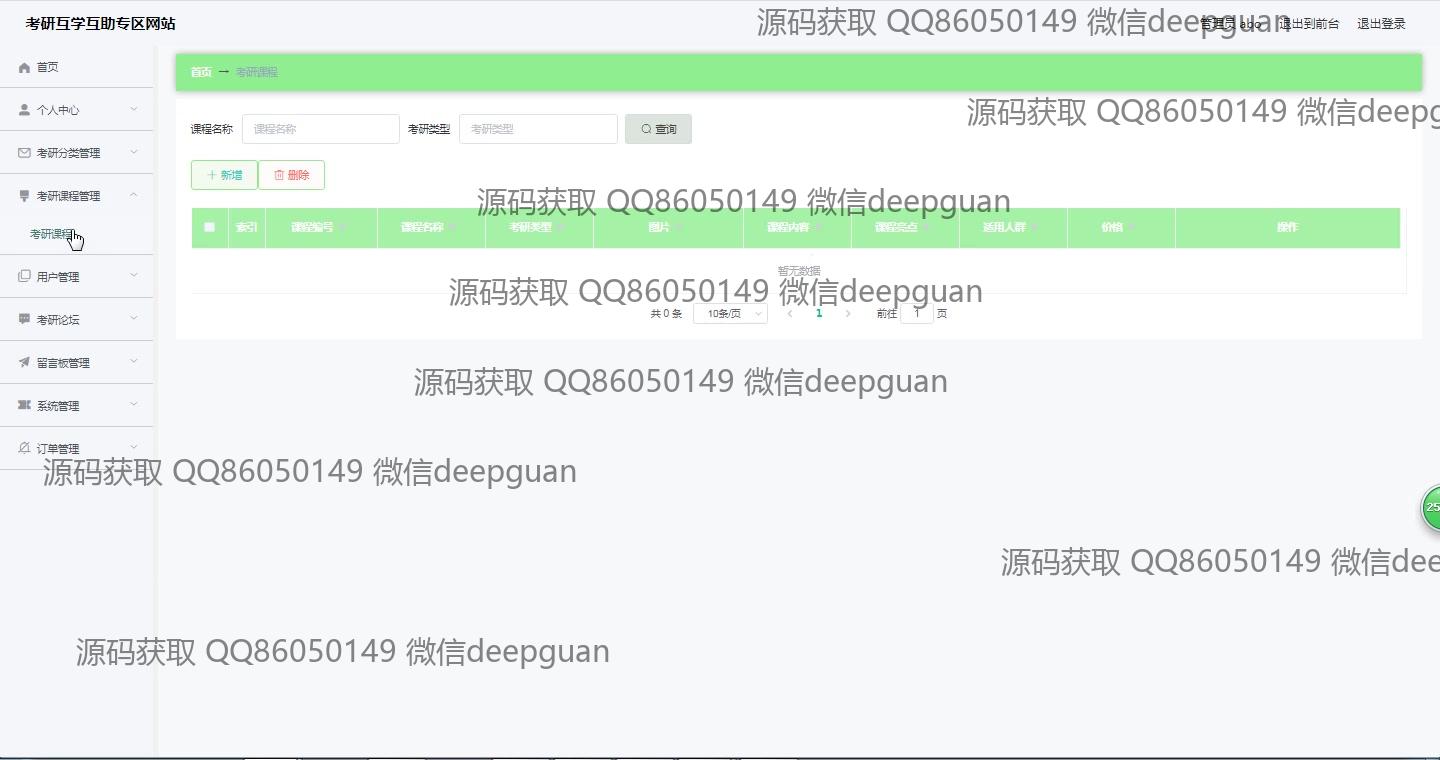 考研互学互助专区网站
管理员 abo 退出到前台 退出登录
源码获取 QQ86050149 微信deepguan
首页
首页 → 考研课程
个人中心
源码获取 QQ86050149 微信deepg
课程名称 课程名称 考研类型 考研类型 查询
考研分类管理
新增 删除
考研课程管理
源码获取 QQ86050149 微信deepguan
索引 课程编号 课程名称 考研类型 图片 课程内容 课程亮点 适用人群 价格 操作
考研课程
暂无数据
用户管理
源码获取 QQ86050149 微信deepguan
共 0 条 10条/页 1 前往 1 页
考研论坛
留言板管理
源码获取 QQ86050149 微信deepguan
系统管理
订单管理
源码获取 QQ86050149 微信deepguan
25
源码获取 QQ86050149 微信dee
源码获取 QQ86050149 微信deepguan